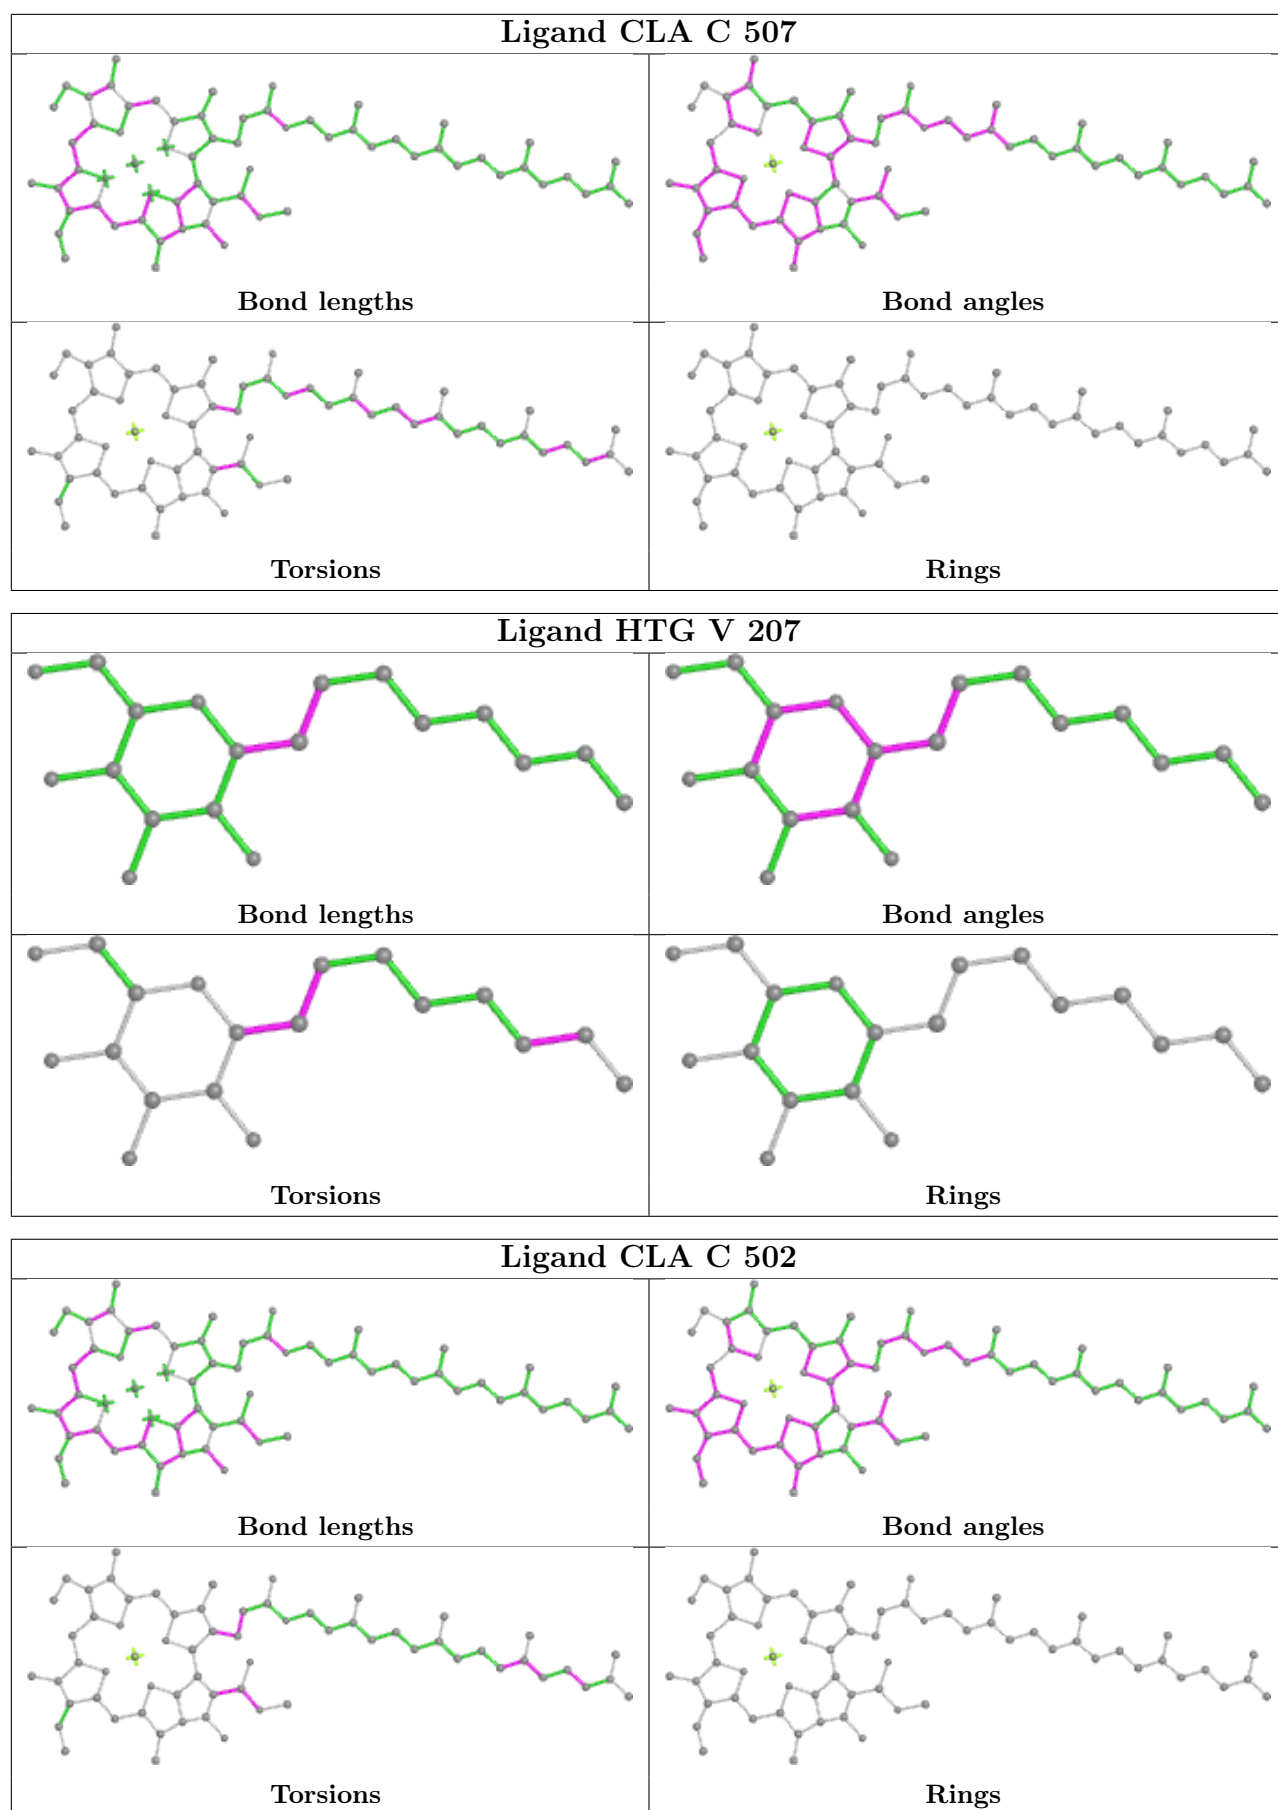 Ligand CLA C 507
Bond lengths
Bond angles
Torsions
Rings
Ligand HTG V 207
Bond lengths
Bond angles
Torsions
Rings
Ligand CLA C 502
Bond lengths
Bond angles
Torsions
Rings